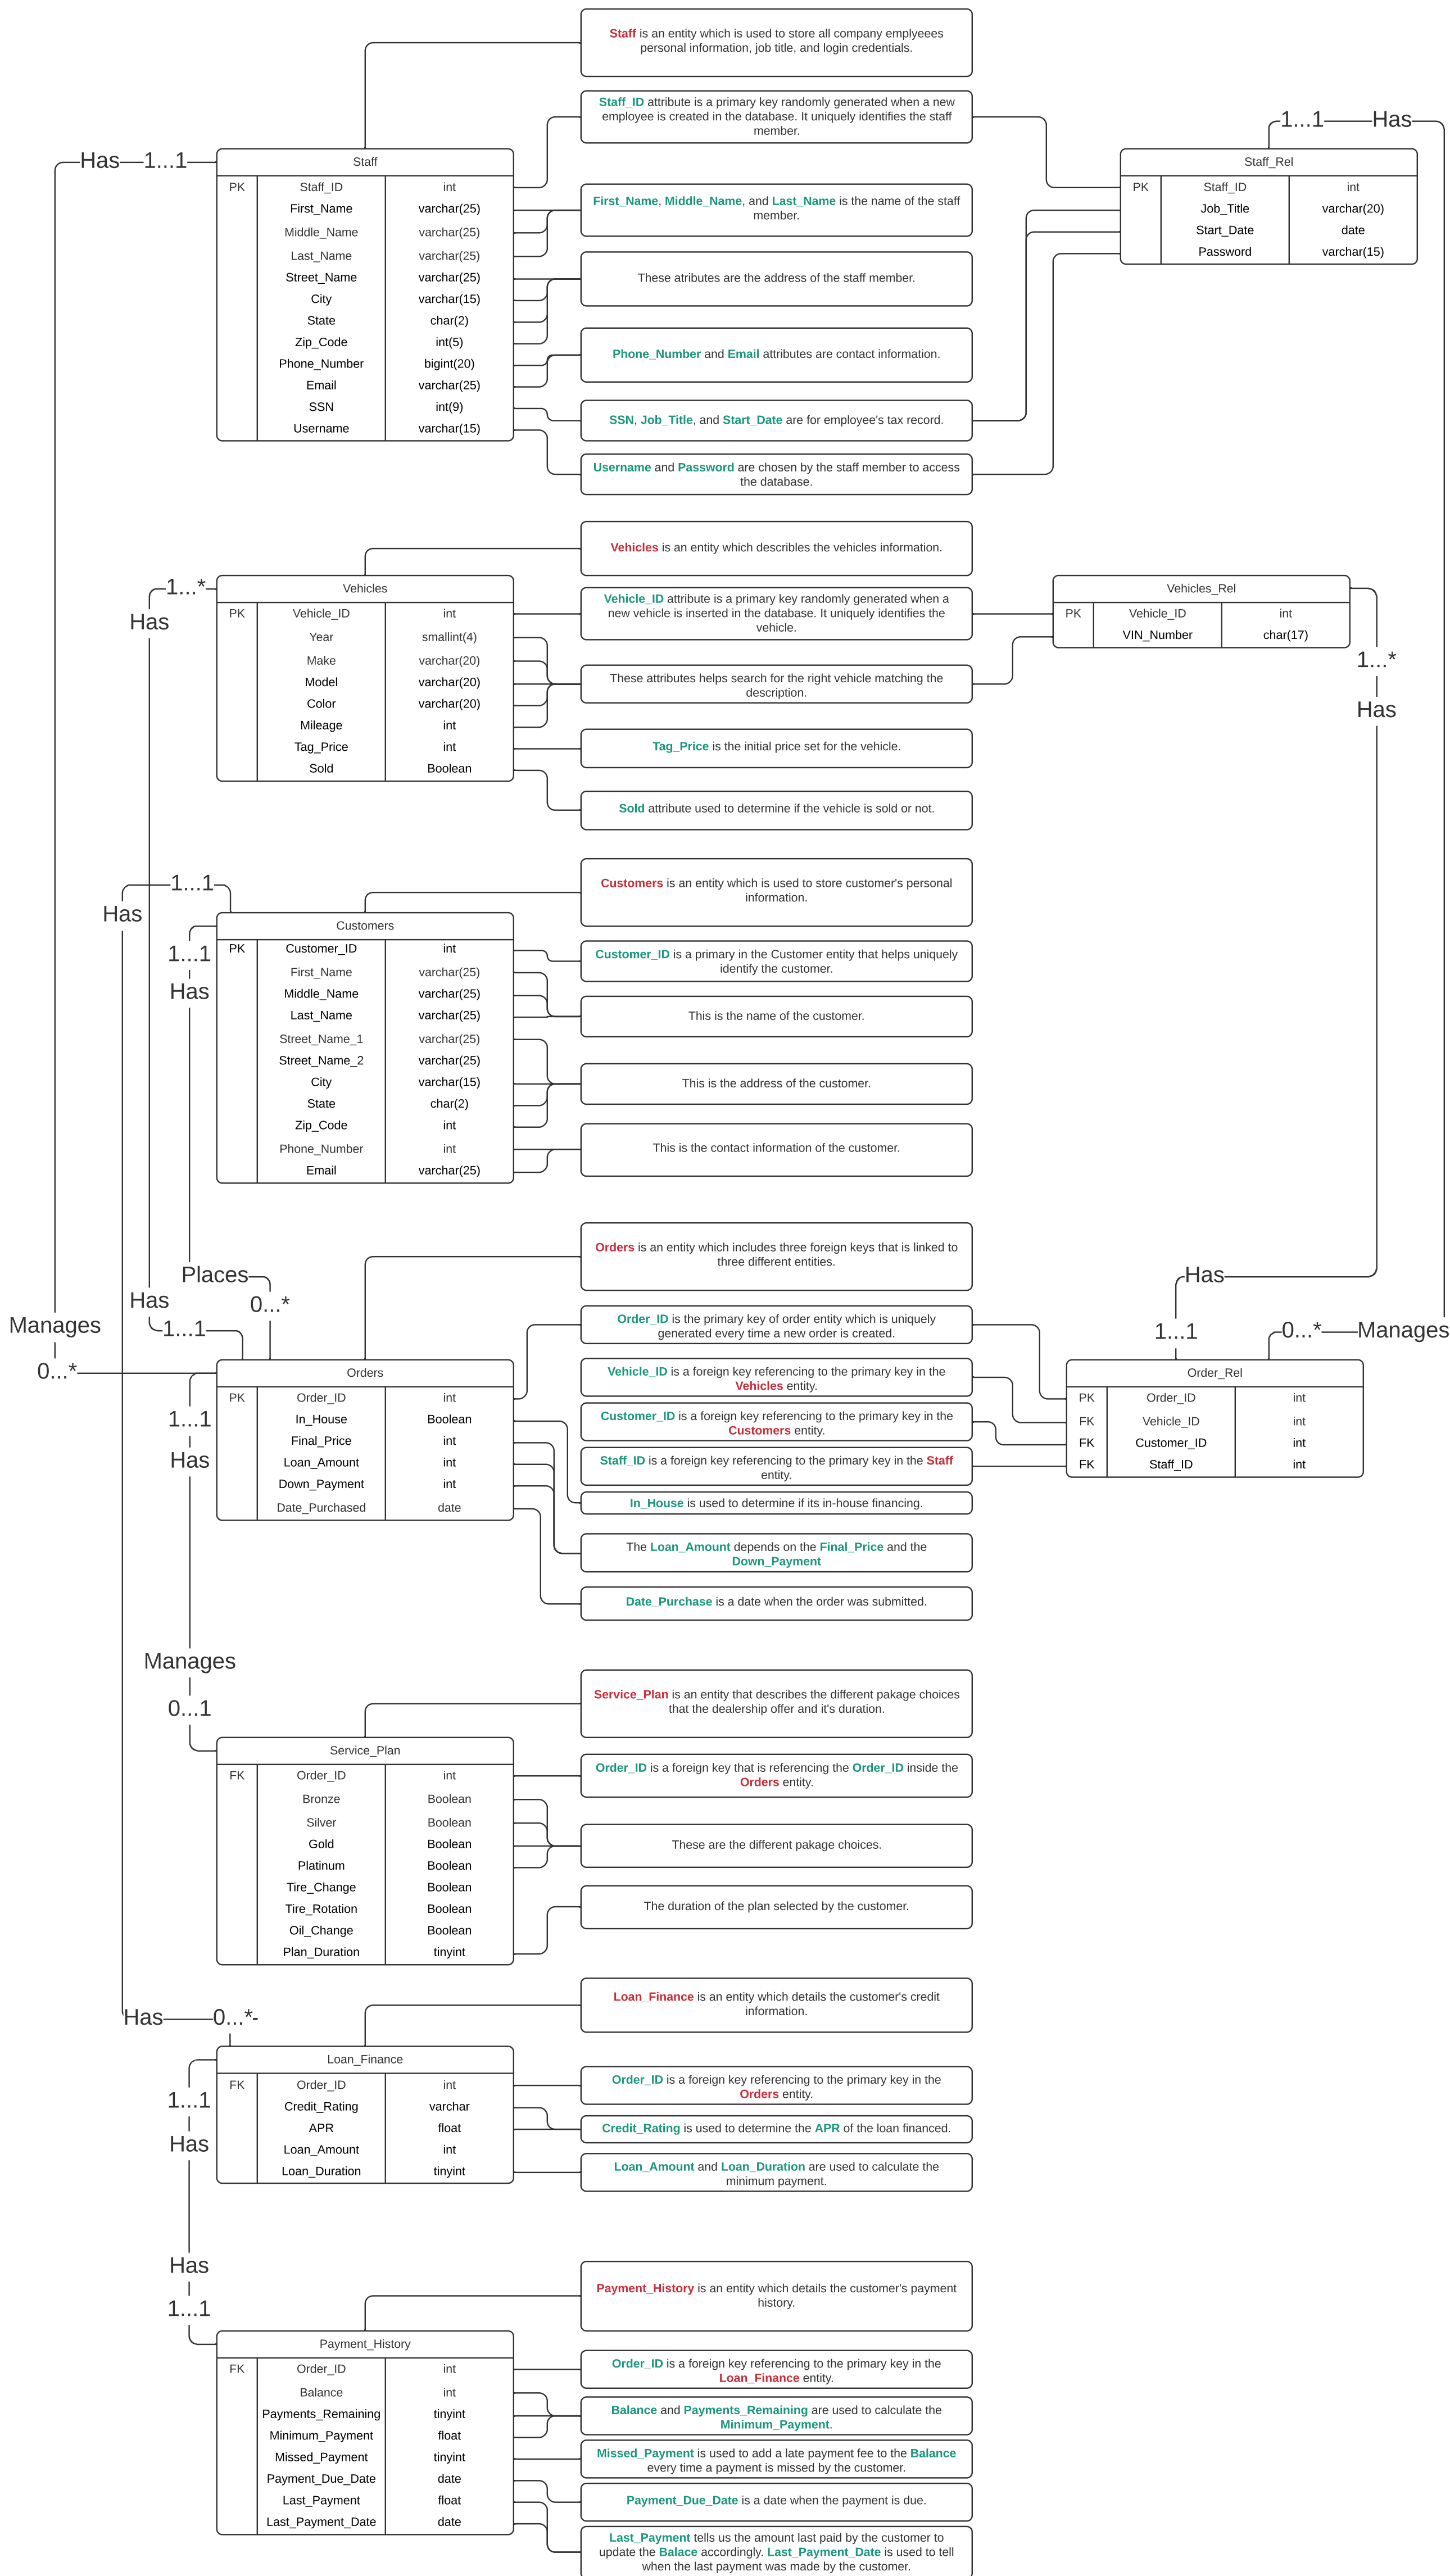 Staff is an entity which is used to store all company employeees
personal information, job title, and login credentials.
Staff_ID attribute is a primary key randomly generated when a new
employee is created in the database. It uniquely identifies the staff
member.
1...1 Has
Has 1...1
Staff
PK Staff_ID int
First_Name varchar(25)
Middle_Name varchar(25)
Last_Name varchar(25)
Street_Name varchar(25)
City varchar(15)
State char(2)
Zip_Code int(5)
Phone_Number bigint(20)
Email varchar(25)
SSN int(9)
Username varchar(15)
First_Name, Middle_Name, and Last_Name is the name of the staff
member.
These atributes are the address of the staff member.
Phone_Number and Email attributes are contact information.
SSN, Job_Title, and Start_Date are for employee's tax record.
Username and Password are chosen by the staff member to access
the database.
Staff_Rel
PK Staff_ID int
Job_Title varchar(20)
Start_Date date
Password varchar(15)
Vehicles is an entity which describles the vehicles information.
1...*
Has
Vehicles
PK Vehicle_ID int
Year smallint(4)
Make varchar(20)
Model varchar(20)
Color varchar(20)
Mileage int
Tag_Price int
Sold Boolean
Vehicle_ID attribute is a primary key randomly generated when a
new vehicle is inserted in the database. It uniquely identifies the
vehicle.
These attributes helps search for the right vehicle matching the
description.
Tag_Price is the initial price set for the vehicle.
Sold attribute used to determine if the vehicle is sold or not.
Vehicles_Rel
PK Vehicle_ID int
VIN_Number char(17)
1...*
Has
Customers is an entity which is used to store customer's personal
information.
1...1
Has
1...1
Has
Customers
PK Customer_ID int
First_Name varchar(25)
Middle_Name varchar(25)
Last_Name varchar(25)
Street_Name_1 varchar(25)
Street_Name_2 varchar(25)
City varchar(15)
State char(2)
Zip_Code int
Phone_Number int
Email varchar(25)
Customer_ID is a primary in the Customer entity that helps uniquely
identify the customer.
This is the name of the customer.
This is the address of the customer.
This is the contact information of the customer.
Orders is an entity which includes three foreign keys that is linked to
three different entities.
Places
0...*
Has
1...1
Manages
0...*
Orders
PK Order_ID int
In_House Boolean
Final_Price int
Loan_Amount int
Down_Payment int
Date_Purchased date
Order_ID is the primary key of order entity which is uniquely
generated every time a new order is created.
Vehicle_ID is a foreign key referencing to the primary key in the
Vehicles entity.
Customer_ID is a foreign key referencing to the primary key in the
Customers entity.
Staff_ID is a foreign key referencing to the primary key in the Staff
entity.
In_House is used to determine if its in-house financing.
The Loan_Amount depends on the Final_Price and the
Down_Payment
Date_Purchase is a date when the order was submitted.
Has
1...1
0...* Manages
Order_Rel
PK Order_ID int
FK Vehicle_ID int
FK Customer_ID int
FK Staff_ID int
1...1
Has
Manages
0...1
Service_Plan is an entity that describes the different pakage choices
that the dealership offer and it's duration.
Service_Plan
FK Order_ID int
Bronze Boolean
Silver Boolean
Gold Boolean
Platinum Boolean
Tire_Change Boolean
Tire_Rotation Boolean
Oil_Change Boolean
Plan_Duration tinyint
Order_ID is a foreign key that is referencing the Order_ID inside the
Orders entity.
These are the different pakage choices.
The duration of the plan selected by the customer.
Loan_Finance is an entity which details the customer's credit
information.
Has 0...*
Loan_Finance
FK Order_ID int
Credit_Rating varchar
APR float
Loan_Amount int
Loan_Duration tinyint
Order_ID is a foreign key referencing to the primary key in the
Orders entity.
Credit_Rating is used to determine the APR of the loan financed.
Loan_Amount and Loan_Duration are used to calculate the
minimum payment.
1...1
Has
Has
1...1
Payment_History is an entity which details the customer's payment
history.
Payment_History
FK Order_ID int
Balance int
Payments_Remaining tinyint
Minimum_Payment float
Missed_Payment tinyint
Payment_Due_Date date
Last_Payment float
Last_Payment_Date date
Order_ID is a foreign key referencing to the primary key in the
Loan_Finance entity.
Balance and Payments_Remaining are used to calculate the
Minimum_Payment.
Missed_Payment is used to add a late payment fee to the Balance
every time a payment is missed by the customer.
Payment_Due_Date is a date when the payment is due.
Last_Payment tells us the amount last paid by the customer to
update the Balace accordingly. Last_Payment_Date is used to tell
when the last payment was made by the customer.